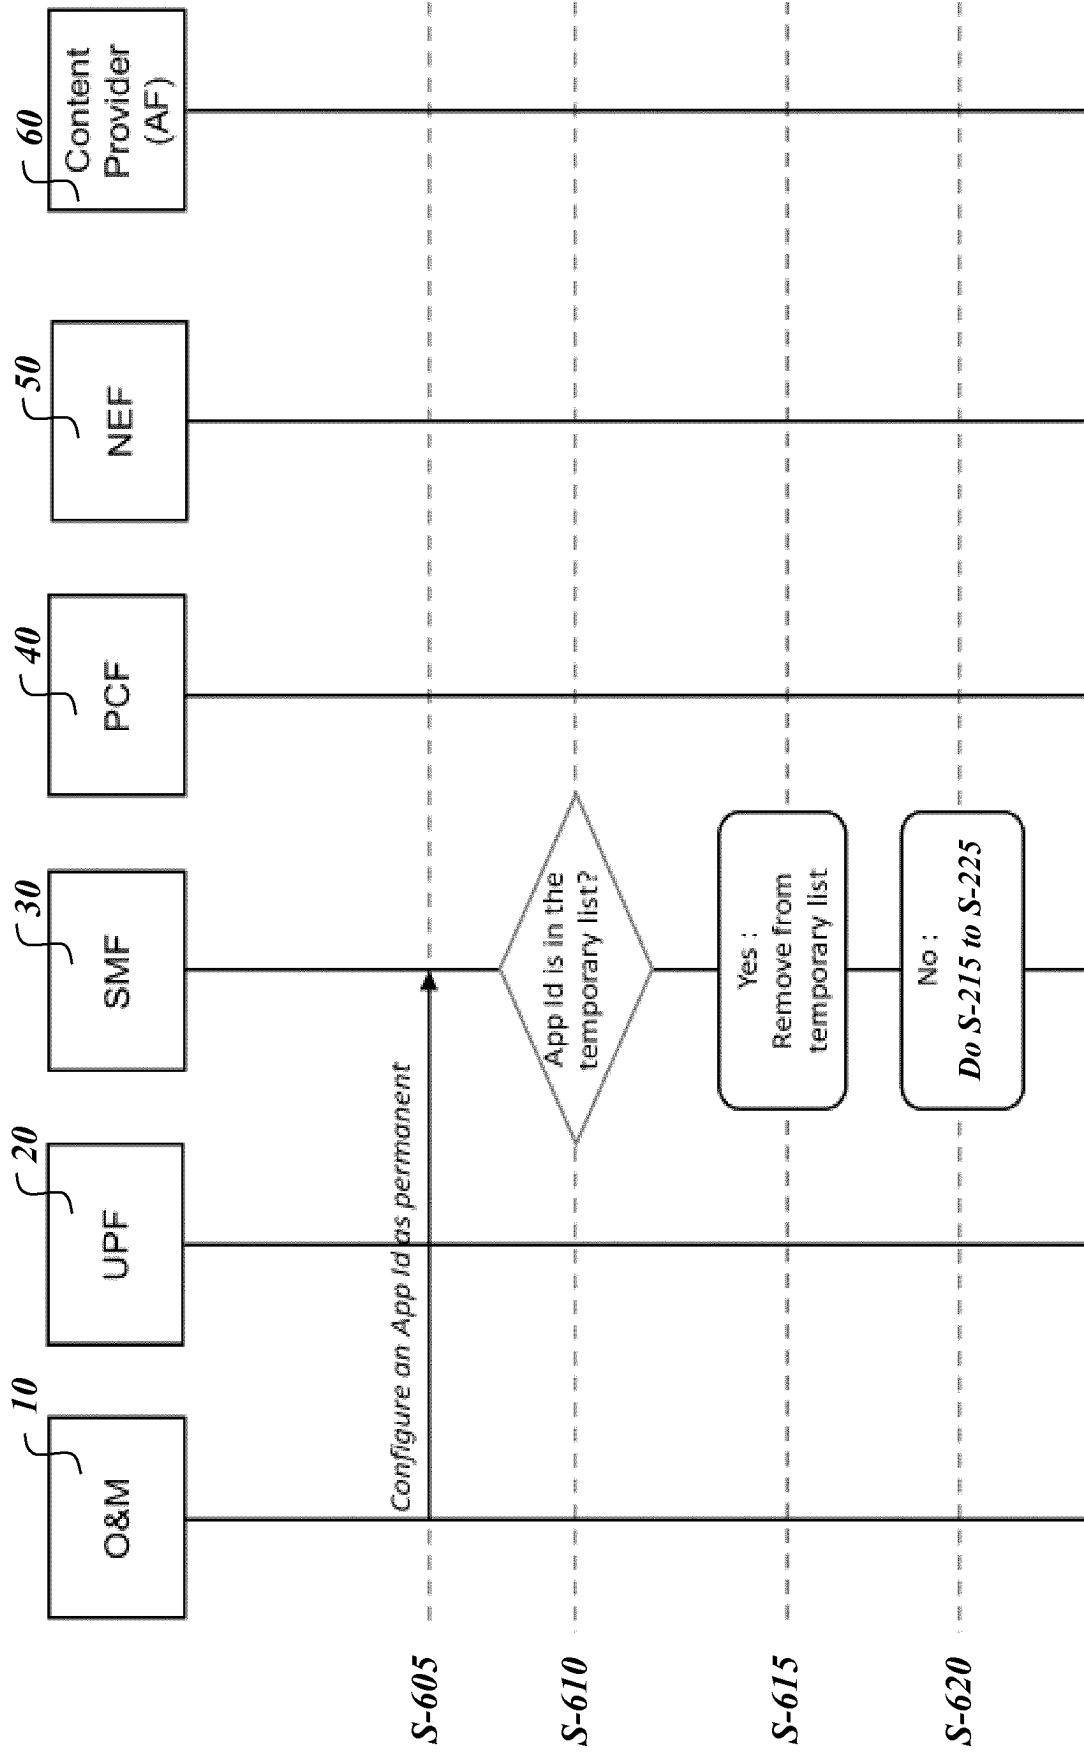 10
O&M
20
UPF
30
SMF
40
PCF
50
NEF
60
Content
Provider
(AF)
S-605
Configure an App Id as permanent
S-610
App Id is in the
temporary list?
S-615
Yes :
Remove from
temporary list
S-620
No :
Do S-215 to S-225